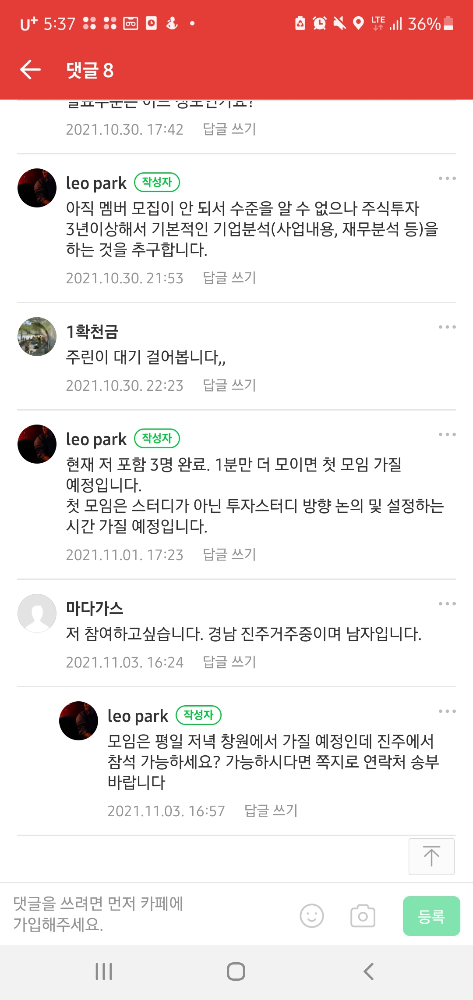 U+ 5:37
LTE 36%
댓글 8
2021.10.30. 17:42 답글 쓰기
leo park 작성자
아직 멤버 모집이 안 되서 수준을 알 수 없으나 주식투자
3년이상해서 기본적인 기업분석(사업내용, 재무분석 등)을
하는 것을 추구합니다.
2021.10.30. 21:53 답글 쓰기
1확천금
주린이 대기 걸어봅니다,,
2021.10.30. 22:23 답글 쓰기
leo park 작성자
현재 저 포함 3명 완료. 1분만 더 모이면 첫 모임 가질
예정입니다.
첫 모임은 스터디가 아닌 투자스터디 방향 논의 및 설정하는
시간 가질 예정입니다.
2021.11.01. 17:23 답글 쓰기
마다가스
저 참여하고싶습니다. 경남 진주거주중이며 남자입니다.
2021.11.03. 16:24 답글 쓰기
leo park 작성자
모임은 평일 저녁 창원에서 가질 예정인데 진주에서
참석 가능하세요? 가능하시다면 쪽지로 연락처 송부
바랍니다
2021.11.03. 16:57 답글 쓰기
댓글을 쓰려면 먼저 카페에
가입해주세요.
등록